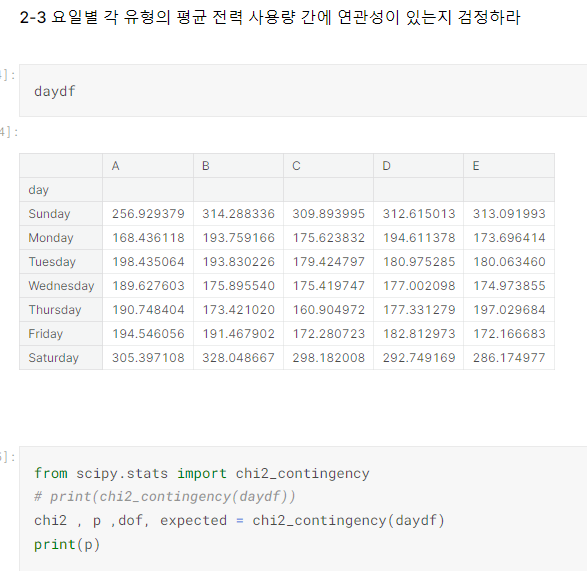 2-3 요일별 각 유형의 평균 전력 사용량 간에 연관성이 있는지 검정하라
]:
daydf
4]:
A B C D E
day
Sunday 256.929379 314.288336 309.893995 312.615013 313.091993
Monday 168.436118 193.759166 175.623832 194.611378 173.696414
Tuesday 198.435064 193.830226 179.424797 180.975285 180.063460
Wednesday 189.627603 175.895540 175.419747 177.002098 174.973855
Thursday 190.748404 173.421020 160.904972 177.331279 197.029684
Friday 194.546056 191.467902 172.280723 182.812973 172.166683
Saturday 305.397108 328.048667 298.182008 292.749169 286.174977
]:
from scipy.stats import chi2_contingency
# print(chi2_contingency(daydf))
chi2 , p ,dof, expected = chi2_contingency(daydf)
print(p)